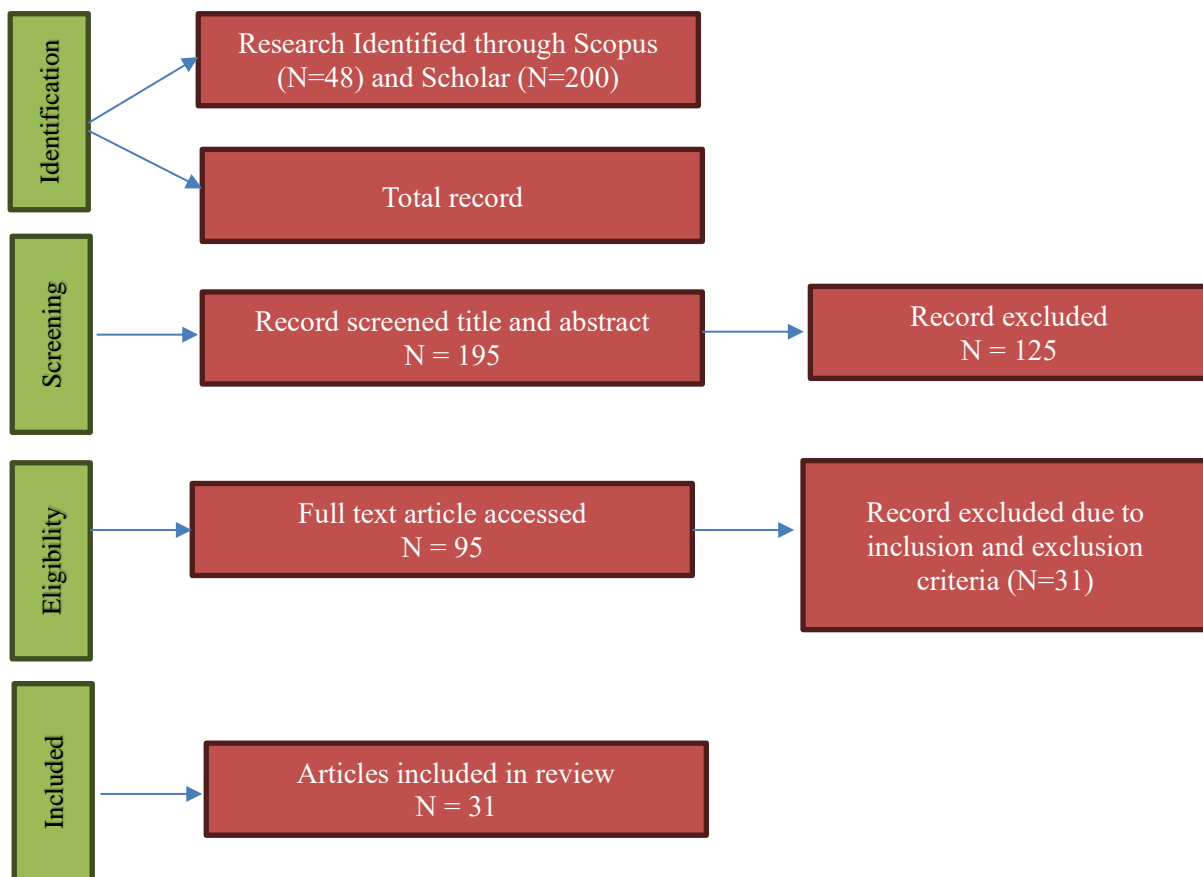 Identification
Research Identified through Scopus
(N=48) and Scholar (N=200)
Total record
Screening
Record screened title and abstract
N = 195
Record excluded
N = 125
Eligibility
Full text article accessed
N = 95
Record excluded due to
inclusion and exclusion
criteria (N=31)
Included
Articles included in review
N = 31